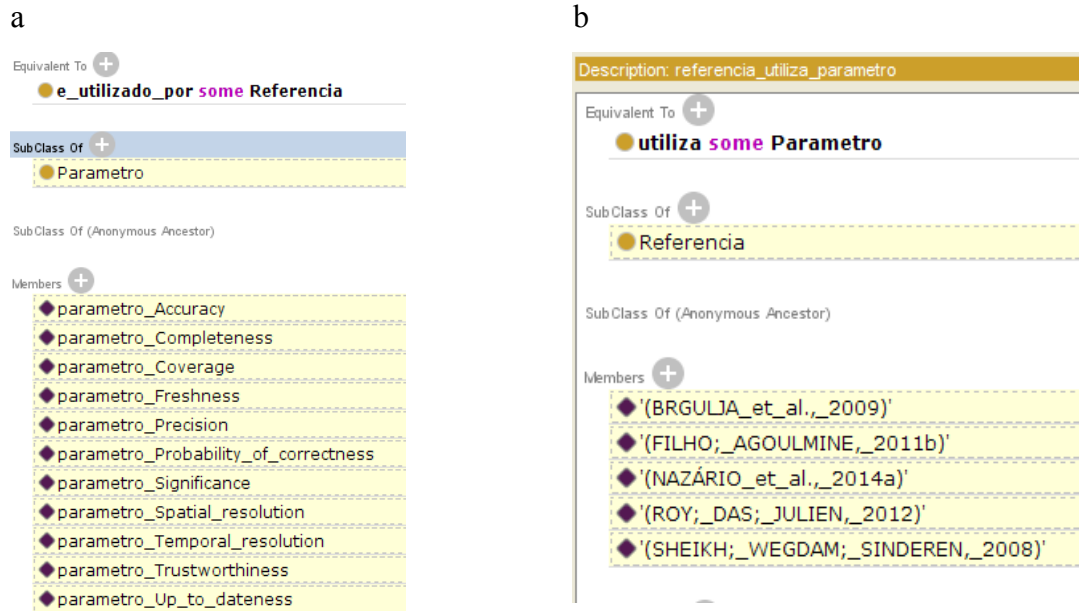 a
Equivalent To
e_utilizado_por some Referencia
SubClass Of
Parametro
SubClass Of (Anonymous Ancestor)
Members
parametro_Accuracy
parametro_Completeness
parametro_Coverage
parametro_Freshness
parametro_Precision
parametro_Probability_of_correctness
parametro_Significance
parametro_Spatial_resolution
parametro_Temporal_resolution
parametro_Trustworthiness
parametro_Up_to_dateness
b
Description: referencia_utiliza_parametro
Equivalent To
utiliza some Parametro
SubClass Of
Referencia
SubClass Of (Anonymous Ancestor)
Members
'(BRGULJA_et_al.,_2009)'
'(FILHO;_AGOULMINE,_2011b)'
'(NAZÁRIO_et_al.,_2014a)'
'(ROY;_DAS;_JULIEN,_2012)'
'(SHEIKH;_WEGDAM;_SINDEREN,_2008)'